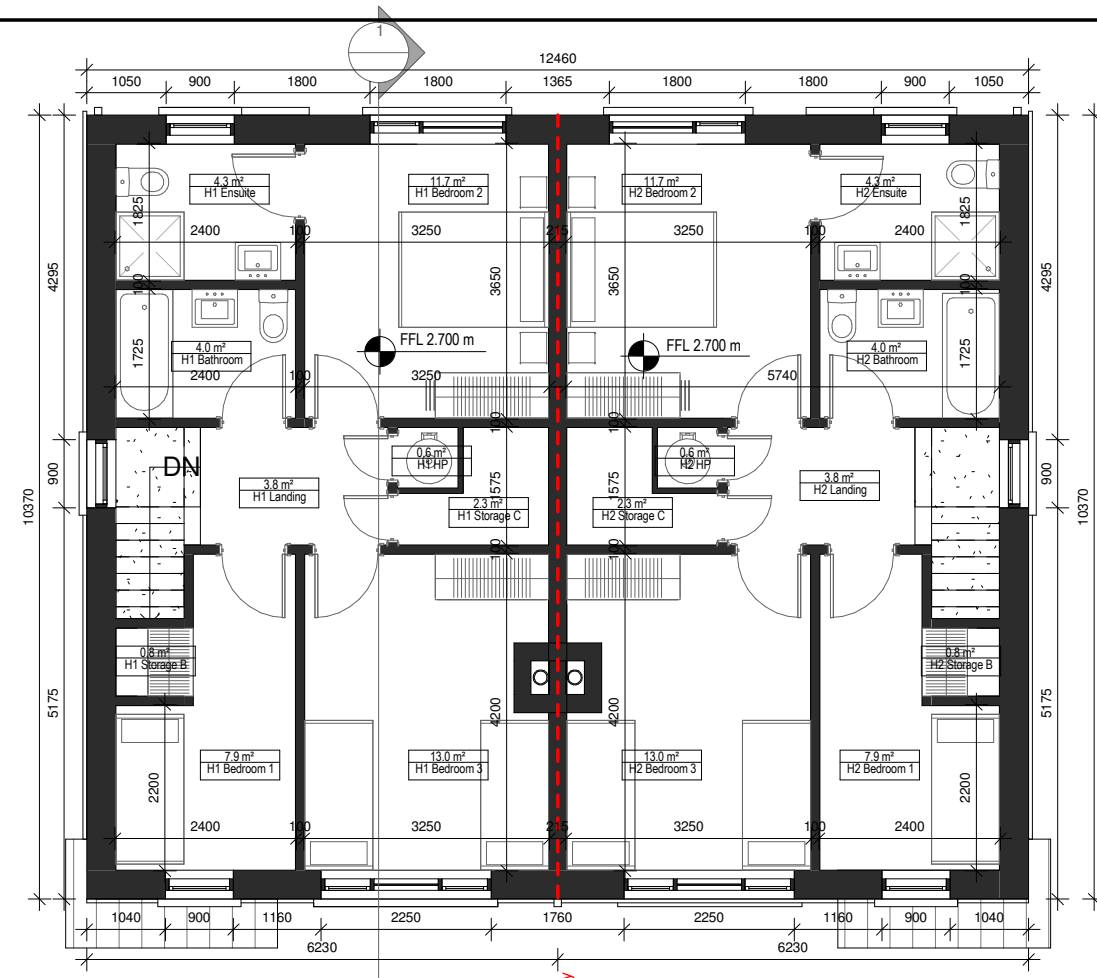 1
12460
1050 900 1800 1800 1365 1800 1800 900 1050
4.3 m²
H1 Ensuite
11.7 m²
H1 Bedroom 2
11.7 m²
H2 Bedroom 2
4.3 m²
H2 Ensuite
1825
1825
2400 100 3250 215 3250 100 2400
4295
3650
3650
4295
100
100
4.0 m²
H1 Bathroom
FFL 2.700 m
FFL 2.700 m
4.0 m²
H2 Bathroom
1725
1725
2400 100 3250 5740
100
100
DN
0.6 m²
H1 HP
0.6 m²
H2 HP
900
900
3.8 m²
H1 Landing
3.8 m²
H2 Landing
1575
1575
2.3 m²
H1 Storage C
2.3 m²
H2 Storage C
10370
10370
100
100
0.8 m²
H1 Storage B
0.8 m²
H2 Storage B
5175
4200
4200
5175
7.9 m²
H1 Bedroom 1
13.0 m²
H1 Bedroom 3
13.0 m²
H2 Bedroom 3
7.9 m²
H2 Bedroom 1
2200
2200
2400 100 3250 215 3250 100 2400
1040 900 1160 2250 1760 2250 1160 900 1040
6230 6230